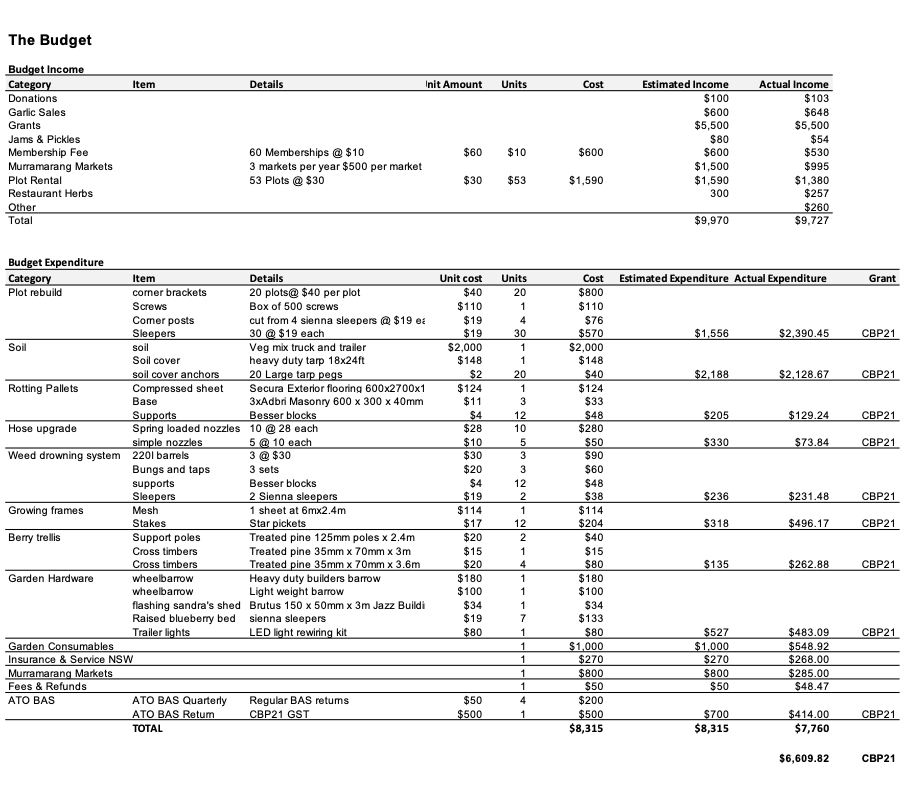 The Budget
Budget Income
Category Item Details nit Amount Units Cost Estimated Income Actual Income
Donations $100 $103
Garlic Sales $600 $648
Grants $5,500 $5,500
Jams & Pickles $80 $54
Membership Fee 60 Memberships @ $10 $60 $10 $600 $600 $530
Murramarang Markets 3 markets per year $500 per market $1,500 $995
Plot Rental 53 Plots @ $30 $30 $53 $1,590 $1,590 $1,380
Restaurant Herbs 300 $257
Other $260
Total $9,970 $9,727
Budget Expenditure
Category Item Details Unit cost Units Cost Estimated Expenditure Actual Expenditure Grant
Plot rebuild corner brackets 20 plots@ $40 per plot $40 20 $800
Screws Box of 500 screws $110 1 $110
Corner posts cut from 4 sienna sleepers @ $19 ea $19 4 $76
Sleepers 30 @ $19 each $19 30 $570 $1,556 $2,390.45 CBP21
Soil soil Veg mix truck and trailer $2,000 1 $2,000
Soil cover heavy duty tarp 18x24ft $148 1 $148
soil cover anchors 20 Large tarp pegs $2 20 $40 $2,188 $2,128.67 CBP21
Rotting Pallets Compressed sheet Secura Exterior flooring 600x2700x1 $124 1 $124
Base 3xAdbri Masonry 600 x 300 x 40mm $11 3 $33
Supports Besser blocks $4 12 $48 $205 $129.24 CBP21
Hose upgrade Spring loaded nozzles 10 @ 28 each $28 10 $280
simple nozzles 5 @ 10 each $10 5 $50 $330 $73.84 CBP21
Weed drowning system 220l barrels 3 @ $30 $30 3 $90
Bungs and taps 3 sets $20 3 $60
supports Besser blocks $4 12 $48
Sleepers 2 Sienna sleepers $19 2 $38 $236 $231.48 CBP21
Growing frames Mesh 1 sheet at 6mx2.4m $114 1 $114
Stakes Star pickets $17 12 $204 $318 $496.17 CBP21
Berry trellis Support poles Treated pine 125mm poles x 2.4m $20 2 $40
Cross timbers Treated pine 35mm x 70mm x 3m $15 1 $15
Cross timbers Treated pine 35mm x 70mm x 3.6m $20 4 $80 $135 $262.88 CBP21
Garden Hardware wheelbarrow Heavy duty builders barrow $180 1 $180
wheelbarrow Light weight barrow $100 1 $100
flashing sandra's shed Brutus 150 x 50mm x 3m Jazz Buildi $34 1 $34
Raised blueberry bed sienna sleepers $19 7 $133
Trailer lights LED light rewiring kit $80 1 $80 $527 $483.09 CBP21
Garden Consumables 1 $1,000 $1,000 $548.92
Insurance & Service NSW 1 $270 $270 $268.00
Murramarang Markets 1 $800 $800 $285.00
Fees & Refunds 1 $50 $50 $48.47
ATO BAS ATO BAS Quarterly Regular BAS returns $50 4 $200
ATO BAS Return CBP21 GST $500 1 $500 $700 $414.00 CBP21
TOTAL $8,315 $8,315 $7,760
$6,609.82 CBP21